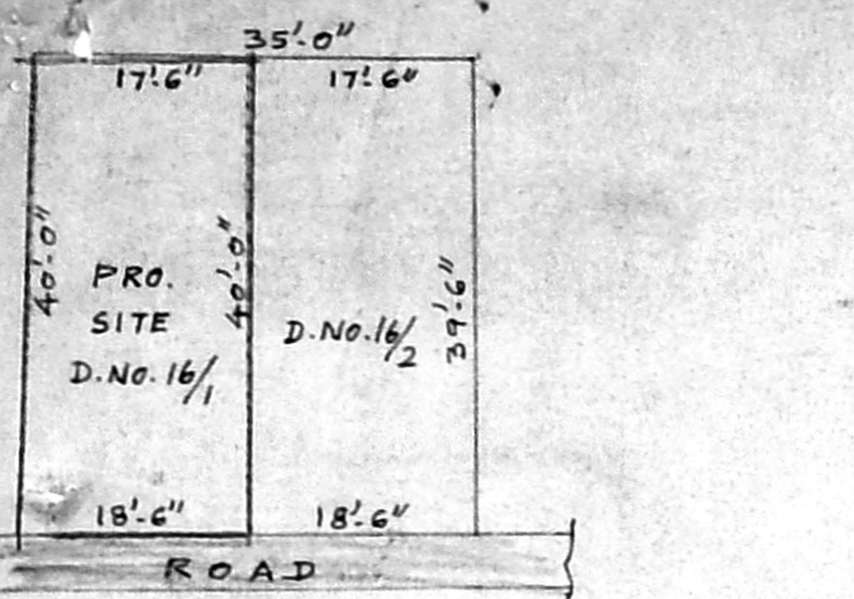 35'-0"
17'-6"
17'-6"
40'-0"
40'-0"
39'-6"
PRO.
SITE
D.NO.16/1
D.NO.16/2
18'-6"
18'-6"
ROAD